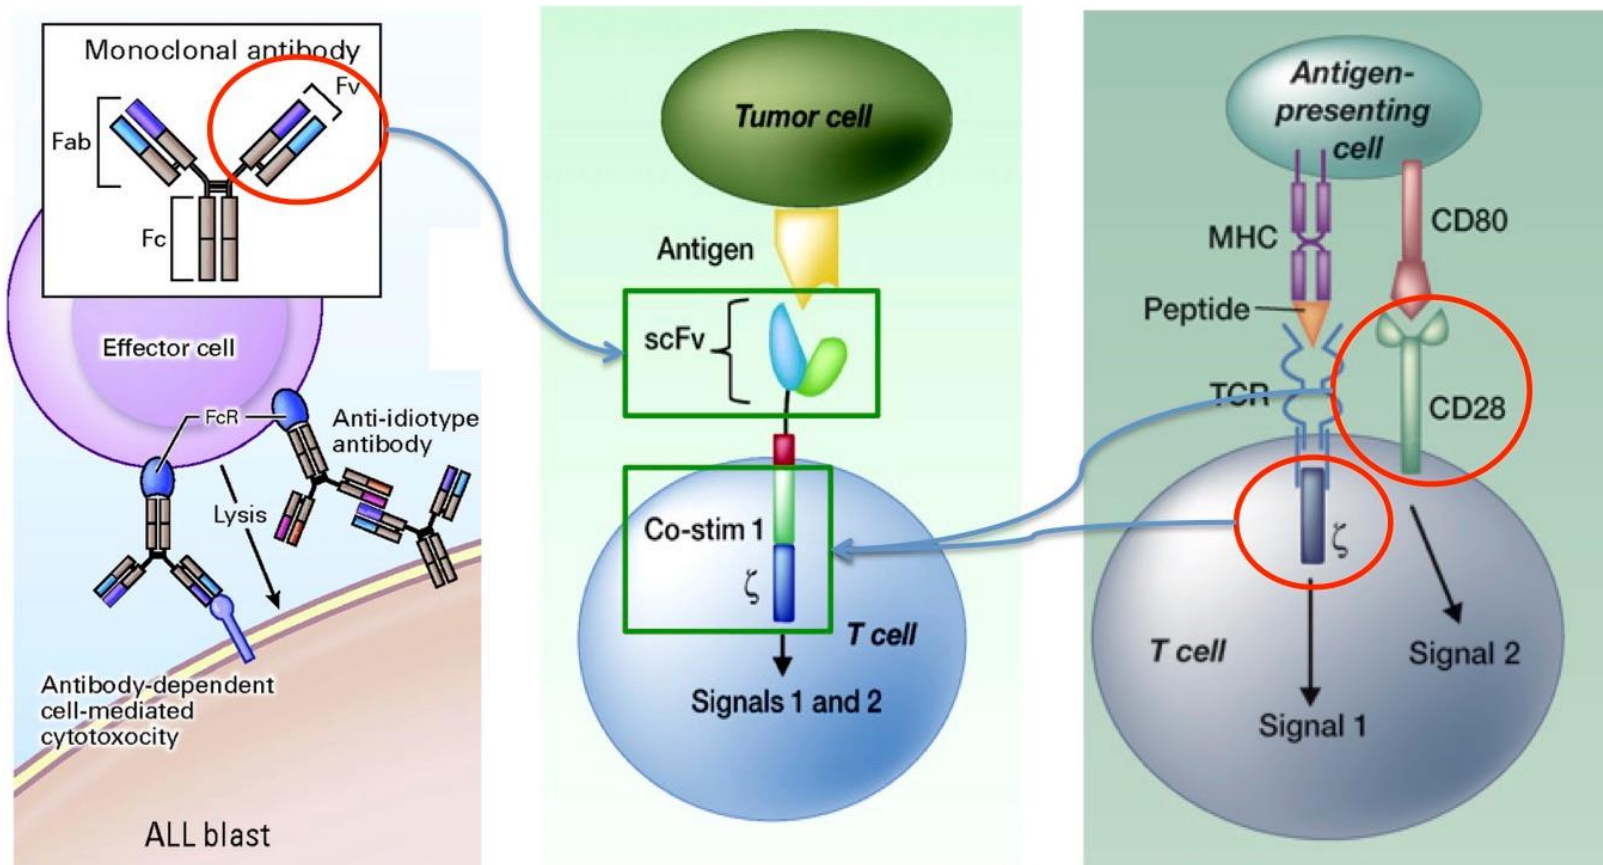 Monoclonal antibody
Fv
Fab
Fc
Effector cell
FcR
Anti-idiotype
antibody
Lysis
Antibody-dependent
cell-mediated
cytotoxocity
ALL blast
Tumor cell
Antigen
scFv
Co-stim 1
ζ
T cell
Signals 1 and 2
Antigen-
presenting
cell
MHC
CD80
Peptide
TCR
CD28
ζ
T cell
Signal 2
Signal 1